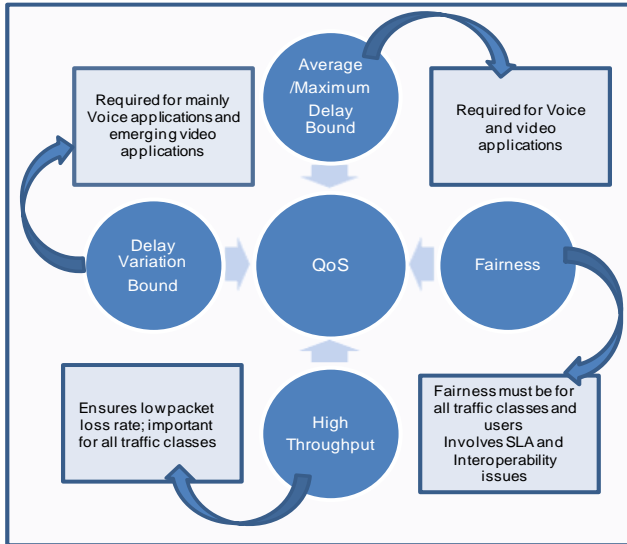 Average
/Maximum
Delay
Bound
Required for mainly
Voice applications and
emerging video
applications
Required for Voice
and video
applications
Delay
Variation
Bound
QoS
Fairness
Ensures low packet
loss rate; important
for all traffic classes
High
Throughput
Fairness must be for
all traffic classes and
users
Involves SLA and
Interoperability
issues